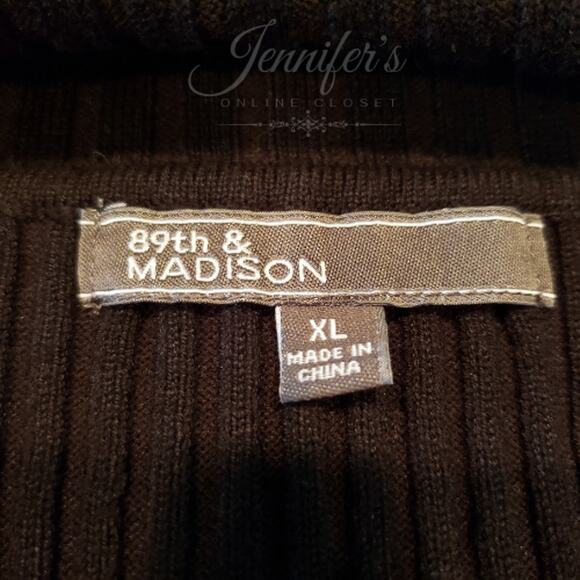 Jennifer's
ONLINE CLOSET
89th &
MADISON
XL
MADE IN
CHINA